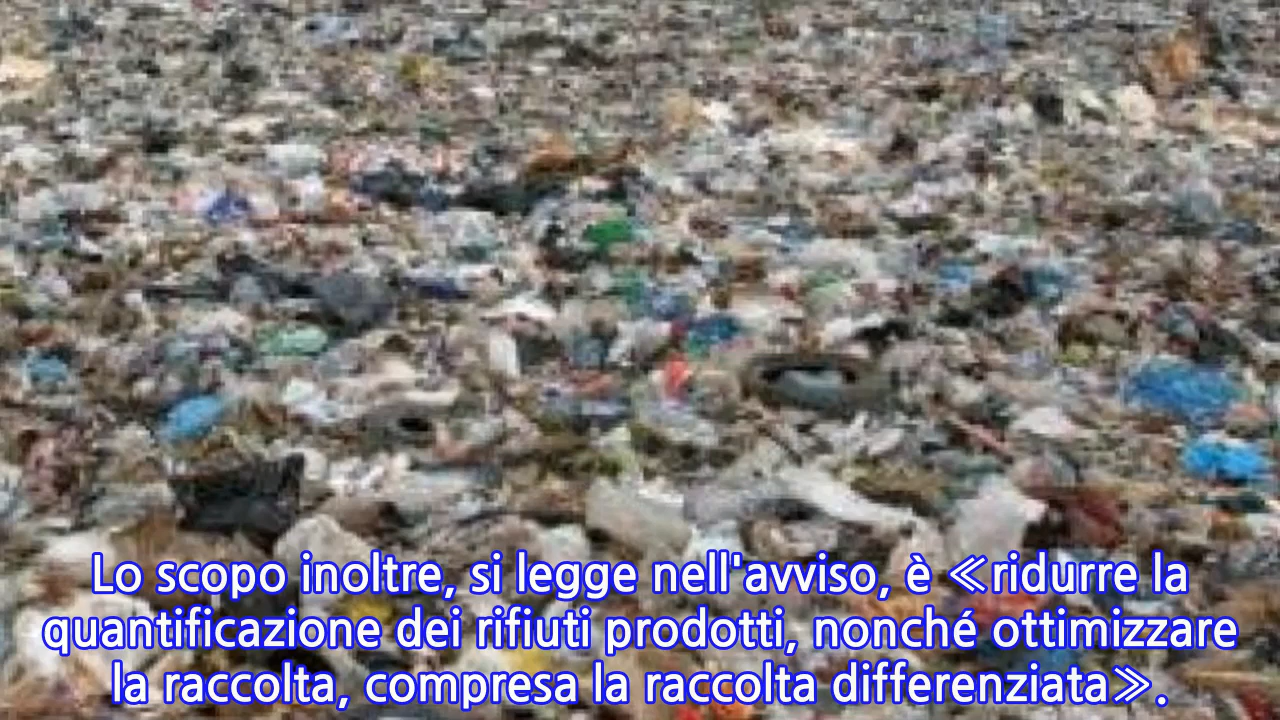 Lo scopo inoltre, si legge nell'avviso, è ≪ridurre la
quantificazione dei rifiuti prodotti, nonché ottimizzare
la raccolta, compresa la raccolta differenziata≫.